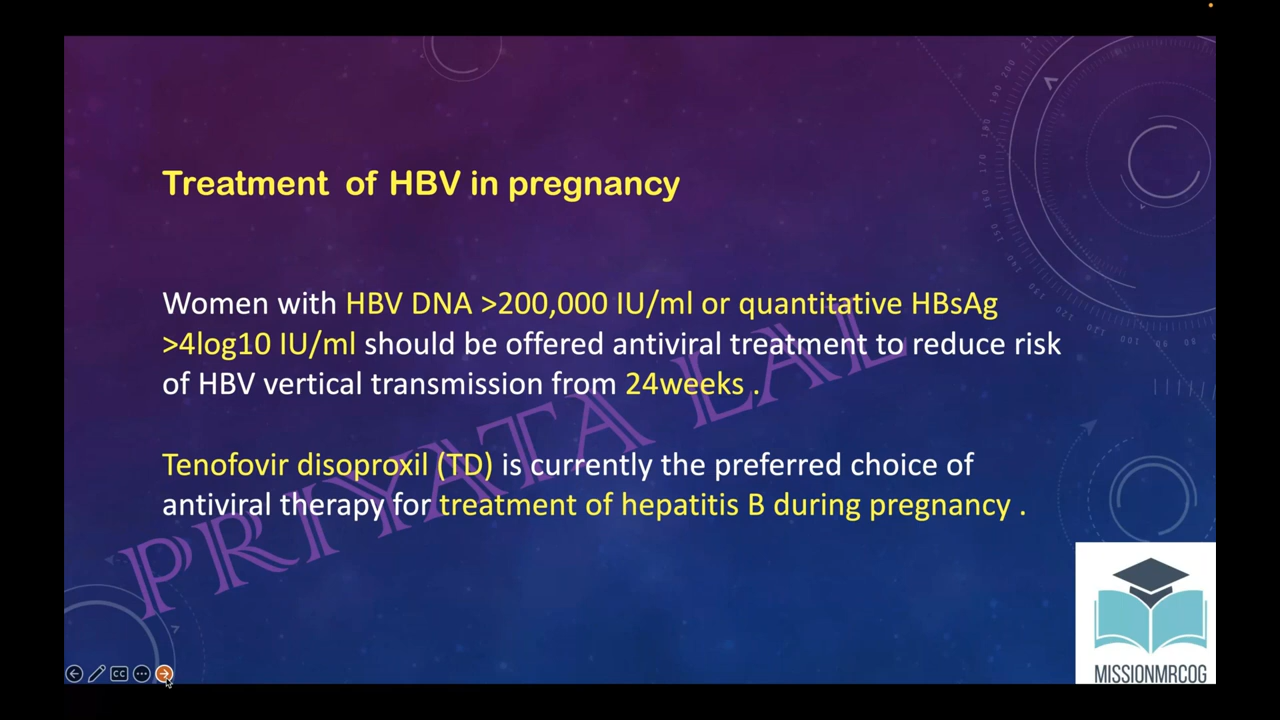 Treatment of HBV in pregnancy
Women with HBV DNA >200,000 IU/ml or quantitative HBsAg
>4log10 IU/ml should be offered antiviral treatment to reduce risk
of HBV vertical transmission from 24weeks .
Tenofovir disoproxil (TD) is currently the preferred choice of
antiviral therapy for treatment of hepatitis B during pregnancy .
PRIYATA LAL
MISSIONMRCOG
CC